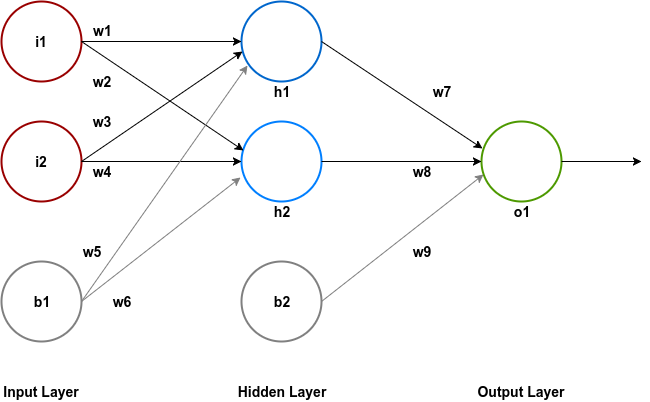 i1
w1
h1
w2
w7
w3
i2
w4
w8
h2
o1
w5
w9
b1
w6
b2
Input Layer
Hidden Layer
Output Layer